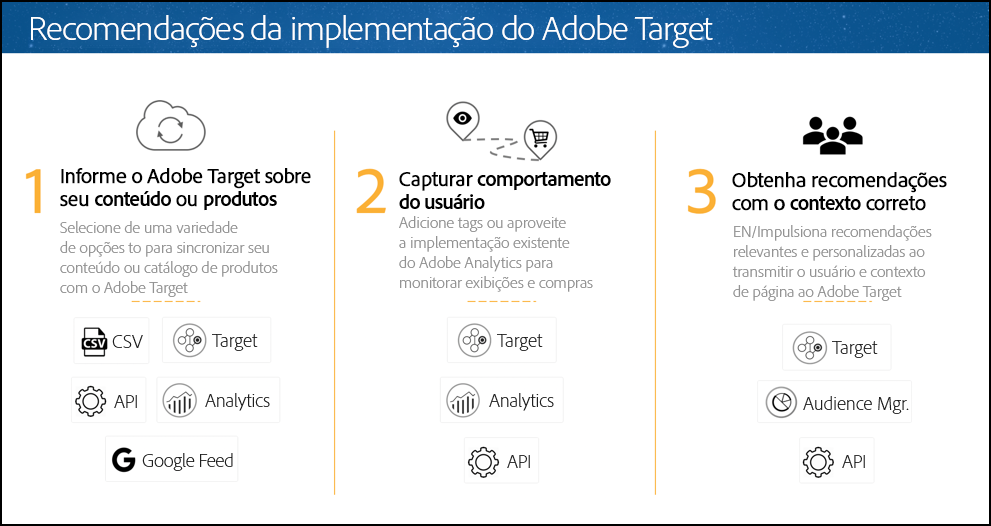 Recomendações da implementação do Adobe Target
1
Informe o Adobe Target sobre
seu conteúdo ou produtos
Selecione de uma variedade
de opções to para sincronizar seu
conteúdo ou catálogo de produtos
com o Adobe Target
CSV
CSV
Target
API
Analytics
Google Feed
2
Capturar comportamento
do usuário
Adicione tags ou aproveite
a implementação existente
do Adobe Analytics para
monitorar exibições e compras
Target
Analytics
API
3
Obtenha recomendações
com o contexto correto
EN/Impulsiona recomendações
relevantes e personalizadas ao
transmitir o usuário e contexto
de página ao Adobe Target
Target
Audience Mgr.
API